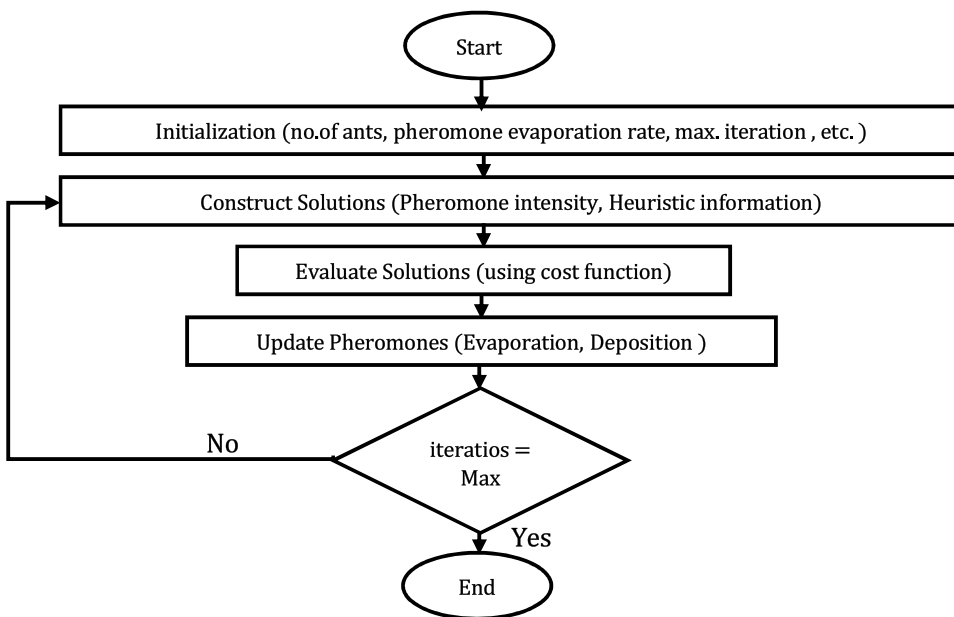 Start
Initialization (no.of ants, pheromone evaporation rate, max. iteration , etc. )
Construct Solutions (Pheromone intensity, Heuristic information)
Evaluate Solutions (using cost function)
Update Pheromones (Evaporation, Deposition )
No
iteratios =
Max
Yes
End